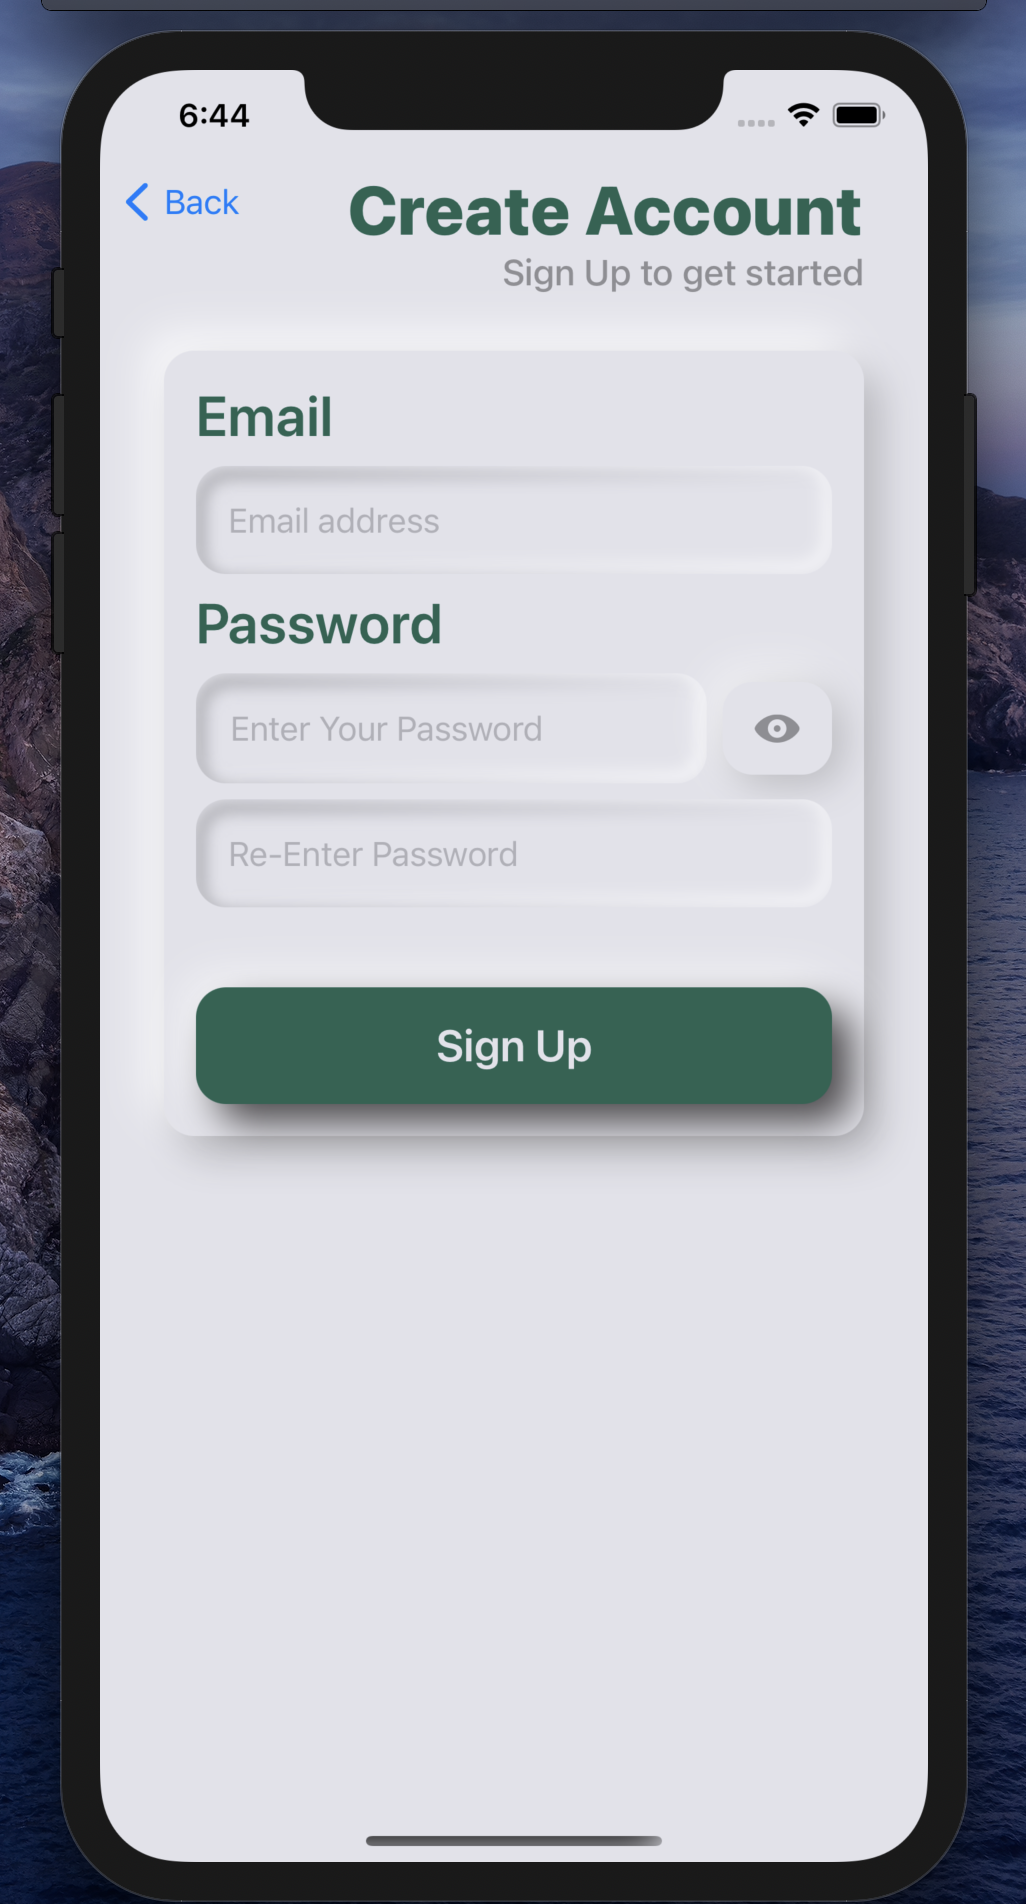 6:44
Back
Create Account
Sign Up to get started
Email
Email address
Password
Enter Your Password
Re-Enter Password
Sign Up